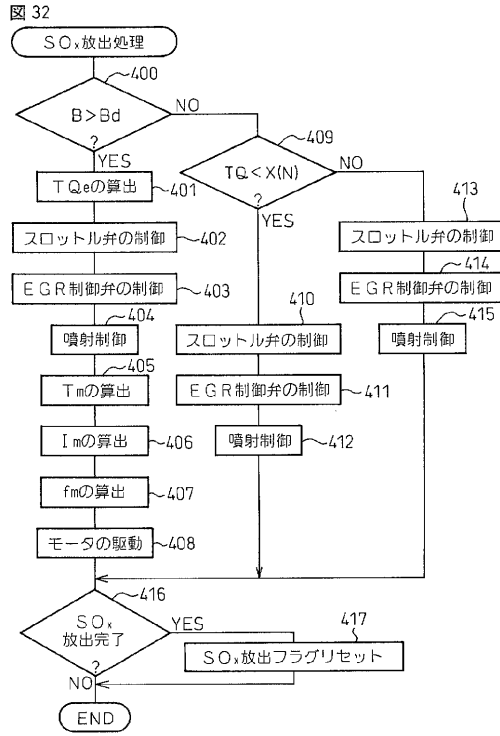 図32
SOₓ放出処理
400
B>Bd
?
NO
YES
409
TQ<X(N)
?
NO
YES
TQeの算出
401
スロットル弁の制御
402
EGR制御弁の制御
403
噴射制御
404
Tmの算出
405
Imの算出
406
fmの算出
407
モータの駆動
408
スロットル弁の制御
410
EGR制御弁の制御
411
噴射制御
412
スロットル弁の制御
413
EGR制御弁の制御
414
噴射制御
415
SOₓ
放出完了
?
416
YES
NO
SOₓ放出フラグリセット
417
END